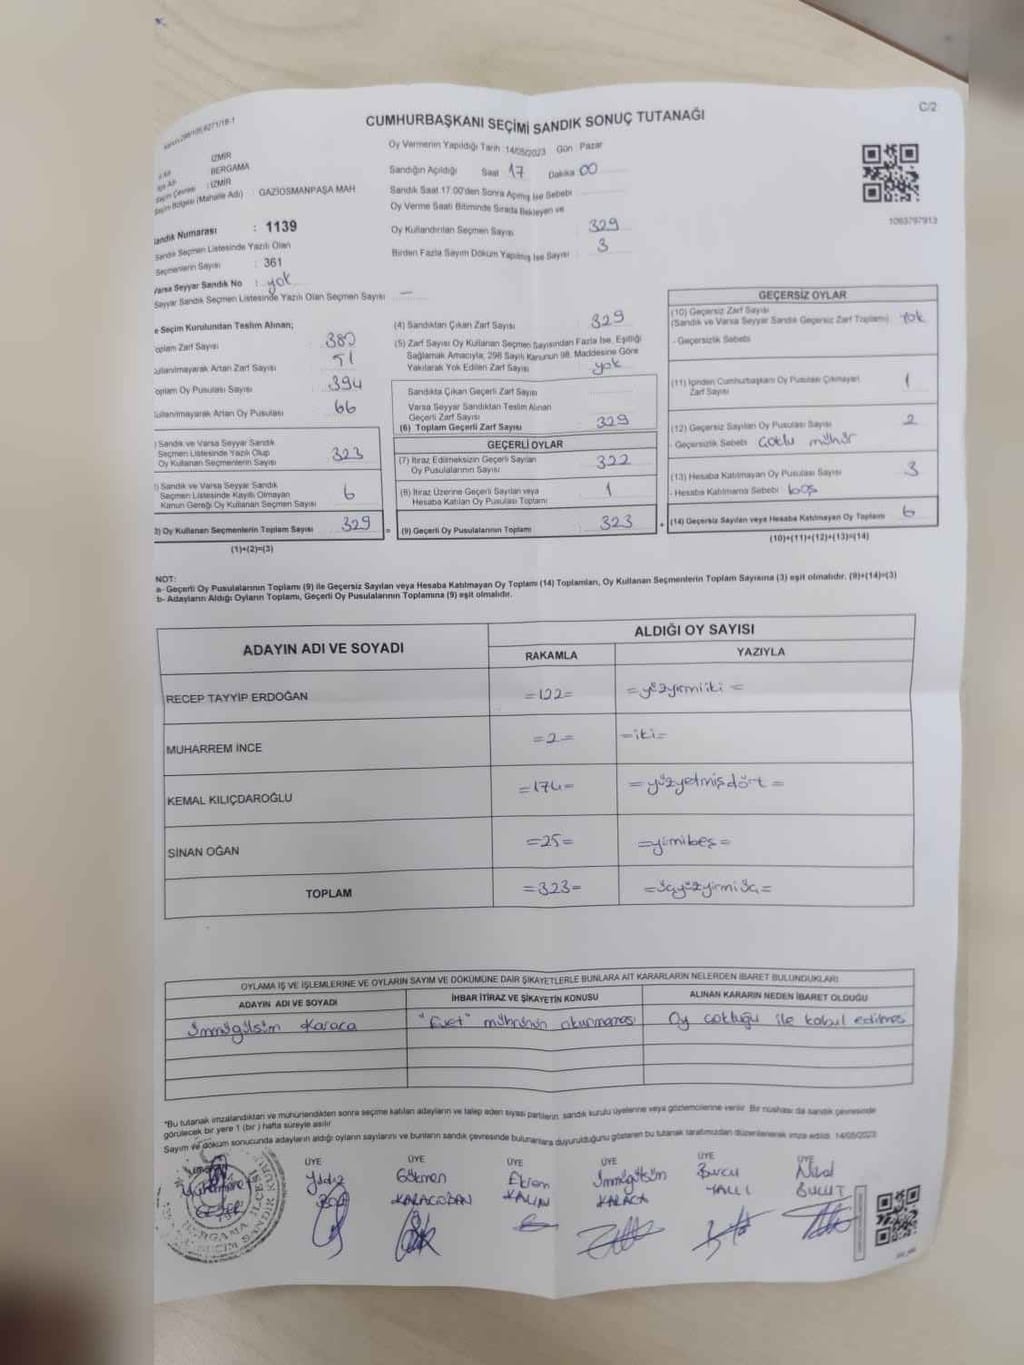 C/2
CUMHURBAŞKANI SEÇİMİ SANDIK SONUÇ TUTANAĞI
Oy Vermenin Yapıldığı Tarih :14/05/2023 Gün : Pazar
İZMİR
BERGAMA
Seçim Çevresi : İZMİR
Seçim Bölgesi (Mahalle Adı) : GAZİOSMANPAŞA MAH
Sandığın Açıldığı Saat 17 Dakika 00
Sandık Saat 17.00'den Sonra Açılmış İse Sebebi
Oy Verme Saati Bitiminde Sırada Bekleyen ve
Oy Kullandırılan Seçmen Sayısı 329
Birden Fazla Sayım Döküm Yapılmış İse Sayısı 3
1063797913
Sandık Numarası : 1139
Sandık Seçmen Listesinde Yazılı Olan
Seçmenlerin Sayısı : 361
Varsa Seyyar Sandık No : yok
Seyyar Sandık Seçmen Listesinde Yazılı Olan Seçmen Sayısı : —
e Seçim Kurulundan Teslim Alınan;
oplam Zarf Sayısı 380
ullanılmayarak Artan Zarf Sayısı 51
oplam Oy Pusulası Sayısı 394
ullanılmayarak Artan Oy Pusulası 66
) Sandık ve Varsa Seyyar Sandık
Seçmen Listesinde Yazılı Olup
Oy Kullanan Seçmenlerin Sayısı 323
) Sandık ve Varsa Seyyar Sandık
Seçmen Listesinde Kayıtlı Olmayan
Kanun Gereği Oy Kullanan Seçmen Sayısı 6
3) Oy Kullanan Seçmenlerin Toplam Sayısı 329
(1)+(2)=(3)
(4) Sandıktan Çıkan Zarf Sayısı 329
(5) Zarf Sayısı Oy Kullanan Seçmen Sayısından Fazla İse, Eşitliği
Sağlamak Amacıyla, 298 Sayılı Kanunun 98. Maddesine Göre
Yakılarak Yok Edilen Zarf Sayısı yok
Sandıkta Çıkan Geçerli Zarf Sayısı
Varsa Seyyar Sandıktan Teslim Alınan
Geçerli Zarf Sayısı
(6) Toplam Geçerli Zarf Sayısı 329
GEÇERLİ OYLAR
(7) İtiraz Edilmeksizin Geçerli Sayılan
Oy Pusulalarının Sayısı 322
(8) İtiraz Üzerine Geçerli Sayılan veya
Hesaba Katılan Oy Pusulası Toplamı 1
= (9) Geçerli Oy Pusulalarının Toplamı 323
GEÇERSİZ OYLAR
(10) Geçersiz Zarf Sayısı
(Sandık ve Varsa Seyyar Sandık Geçersiz Zarf Toplamı) Yok
- Geçersizlik Sebebi
(11) İçinden Cumhurbaşkanı Oy Pusulası Çıkmayan
Zarf Sayısı 1
(12) Geçersiz Sayılan Oy Pusulası Sayısı 2
- Geçersizlik Sebebi Çoklu mühür
(13) Hesaba Katılmayan Oy Pusulası Sayısı 3
- Hesaba Katılmama Sebebi boş
+ (14) Geçersiz Sayılan veya Hesaba Katılmayan Oy Toplamı 6
(10)+(11)+(12)+(13)=(14)
NOT:
a- Geçerli Oy Pusulalarının Toplamı (9) ile Geçersiz Sayılan veya Hesaba Katılmayan Oy Toplamı (14) Toplamları, Oy Kullanan Seçmenlerin Toplam Sayısına (3) eşit olmalıdır. (9)+(14)=(3)
b- Adayların Aldığı Oyların Toplamı, Geçerli Oy Pusulalarının Toplamına (9) eşit olmalıdır.
ADAYIN ADI VE SOYADI ALDIĞI OY SAYISI
RAKAMLA YAZIYLA
RECEP TAYYİP ERDOĞAN =122= =yüzyirmiiki=
MUHARREM İNCE =2= =iki=
KEMAL KILIÇDAROĞLU =174= =yüzyetmişdört=
SİNAN OĞAN =25= =yirmibeş=
TOPLAM =323= =üçyüzyirmiüç=
OYLAMA İŞ VE İŞLEMLERİNE VE OYLARIN SAYIM VE DÖKÜMÜNE DAİR ŞİKAYETLERLE BUNLARA AİT KARARLARIN NELERDEN İBARET BULUNDUKLARI
ADAYIN ADI VE SOYADI İHBAR İTİRAZ VE ŞİKAYETİN KONUSU ALINAN KARARIN NEDEN İBARET OLDUĞU
Ümmügülsüm Karaca "Evet" mührünün okunmaması Oy çokluğu ile kabul edilmesi
"Bu tutanak imzalandıktan ve mühürlendikten sonra seçime katılan adayların ve talep eden siyasi partilerin, sandık kurulu üyelerine veya gözlemcilerine verilir. Bir nüshası da sandık çevresinde
görülecek bir yere 1 (bir ) hafta süreyle asılır.
Sayım ve döküm sonucunda adayların aldığı oyların sayılarını ve bunların sandık çevresinde bulunanlara duyurulduğunu gösteren bu tutanak tarafımızdan düzenlenerek imza edildi. 14/05/2023
ÜYE ÜYE ÜYE ÜYE ÜYE ÜYE
Yıldız Gökmen Ekrem Ümmügülsüm Burcu
KARAÇOBAN KALIN KARACA YALLI BULUT